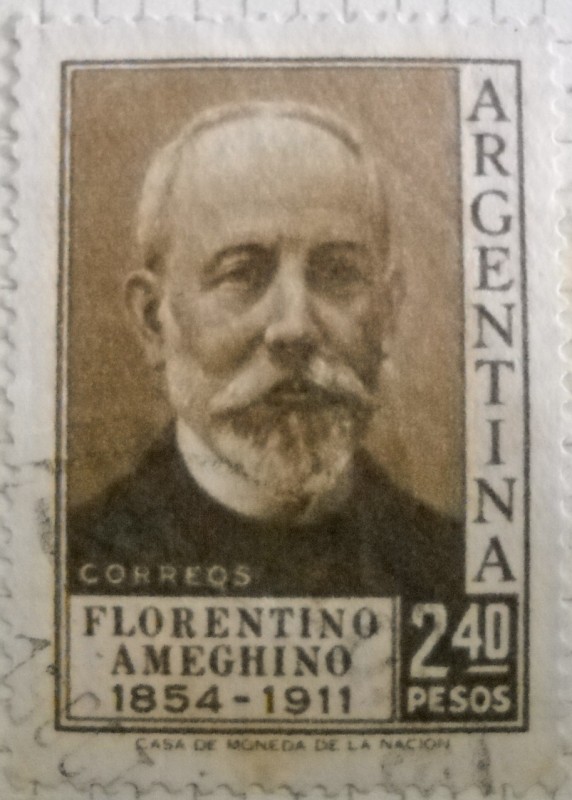 ARGENTINA
CORREOS
FLORENTINO
AMEGHINO
1854-1911
2.40
PESOS
CASA DE MONEDA DE LA NACION